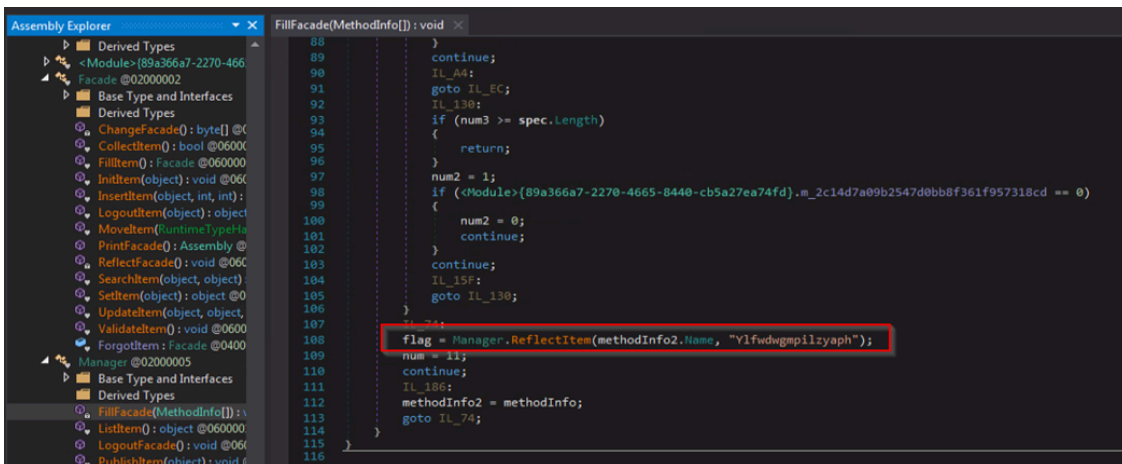 Assembly Explorer
Derived Types
<Module>{89a366a7-2270-466
Facade @02000002
Base Type and Interfaces
Derived Types
ChangeFacade() : byte[] @0
CollectItem() : bool @0600
FillItem() : Facade @060000
InitItem(object) : void @060
InsertItem(object, int, int) :
LogoutItem(object) : object
MoveItem(RuntimeTypeHa
PrintFacade() : Assembly @
ReflectFacade() : void @060
SearchItem(object, object)
SetItem(object) : object @0
UpdateItem(object, object,
ValidateItem() : void @0600
ForgotItem : Facade @0400
Manager @02000005
Base Type and Interfaces
Derived Types
FillFacade(MethodInfo[]) : v
ListItem() : object @060000
LogoutFacade() : void @060
PublishItem(object) : void
FillFacade(MethodInfo[]) : void
88 }
89 continue;
90 IL_A4:
91 goto IL_EC;
92 IL_130:
93 if (num3 >= spec.Length)
94 {
95 return;
96 }
97 num2 = 1;
98 if (<Module>{89a366a7-2270-4665-8440-cb5a27ea74fd}.m_2c14d7a09b2547d0bb8f361f957318cd == 0)
99 {
100 num2 = 0;
101 continue;
102 }
103 continue;
104 IL_15F:
105 goto IL_130;
106 }
107 IL_74:
108 flag = Manager.ReflectItem(methodInfo2.Name, "Ylfwdwgmpilzyaph");
109 num = 11;
110 continue;
111 IL_186:
112 methodInfo2 = methodInfo;
113 goto IL_74;
114 }
115 }
116